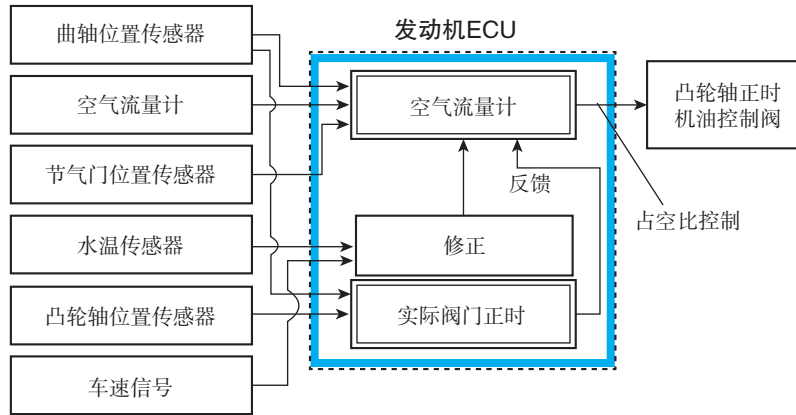 发动机ECU
曲轴位置传感器
空气流量计
节气门位置传感器
水温传感器
凸轮轴位置传感器
车速信号
空气流量计
反馈
修正
实际阀门正时
凸轮轴正时
机油控制阀
占空比控制